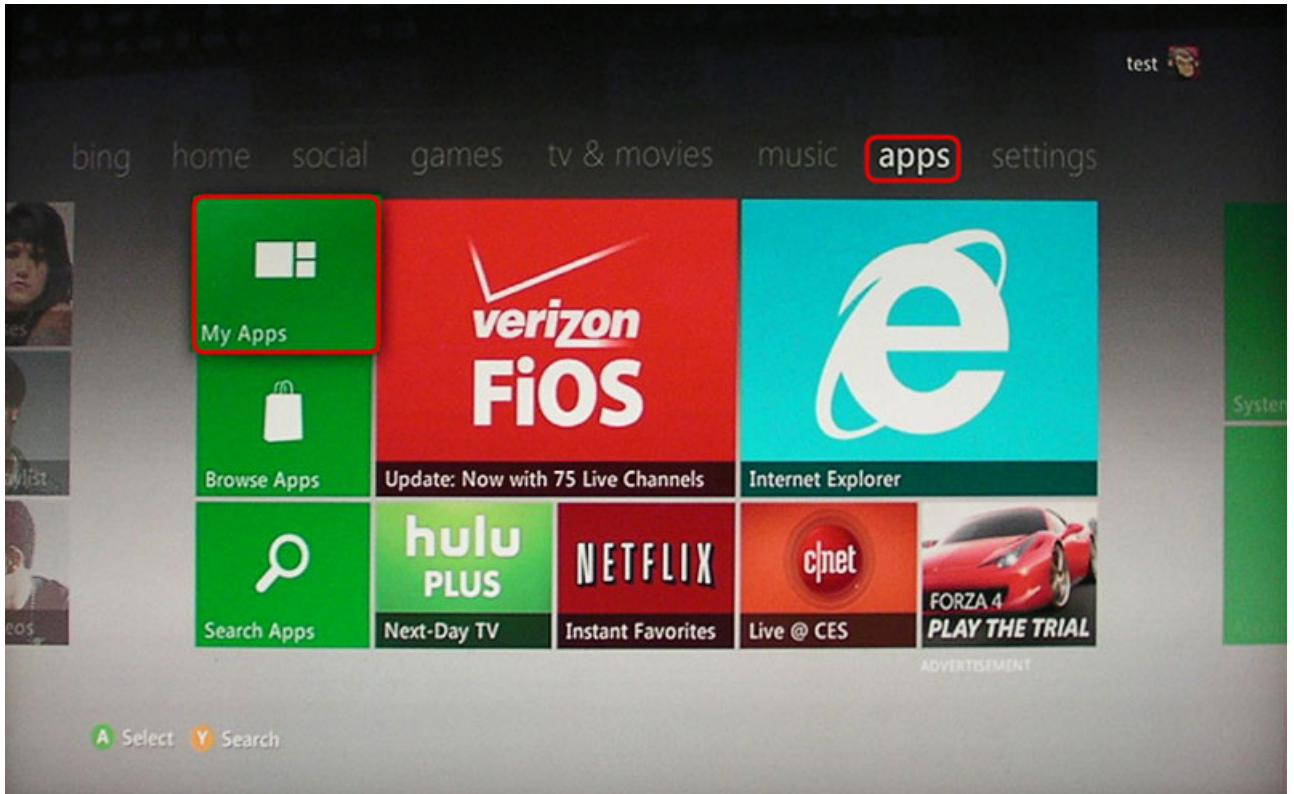 test
bing home social games tv & movies music apps settings
My Apps
verizon
FiOS
Update: Now with 75 Live Channels
Internet Explorer
Browse Apps
hulu
PLUS
Next-Day TV
NETFLIX
Instant Favorites
c|net
Live @ CES
FORZA 4
PLAY THE TRIAL
Search Apps
ADVERTISEMENT
A Select Y Search